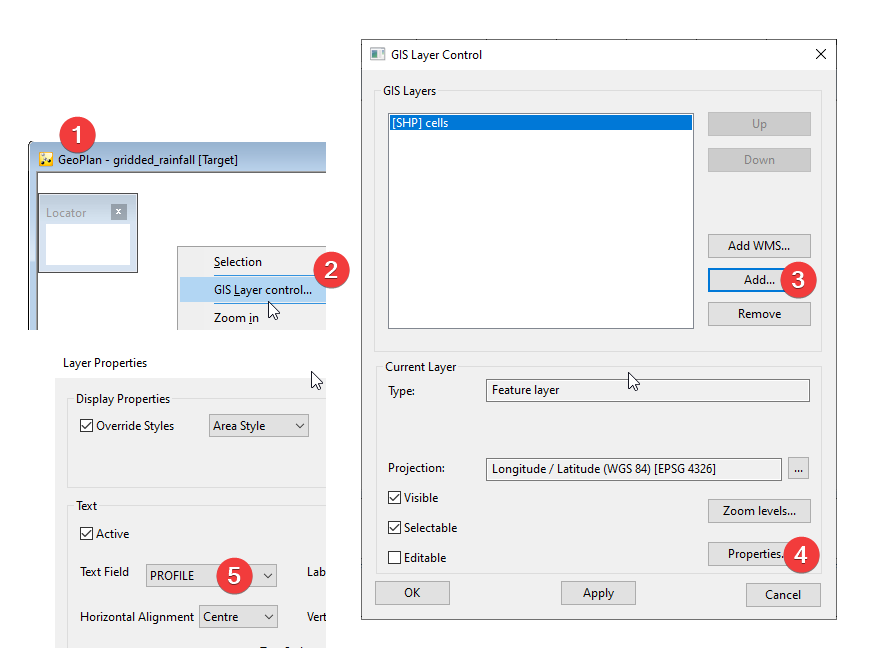 1
GeoPlan - gridded_rainfall [Target]
Locator
x
Selection
2
GIS Layer control...
Zoom in
Layer Properties
Display Properties
Override Styles
Area Style
Text
Active
Text Field
PROFILE
5
Lab
Horizontal Alignment
Centre
Vert
GIS Layer Control
GIS Layers
[SHP] cells
Up
Down
Add WMS...
Add...
3
Remove
Current Layer
Type:
Feature layer
Projection:
Longitude / Latitude (WGS 84) [EPSG 4326]
...
Visible
Zoom levels...
Selectable
Editable
Properties.
4
OK
Apply
Cancel